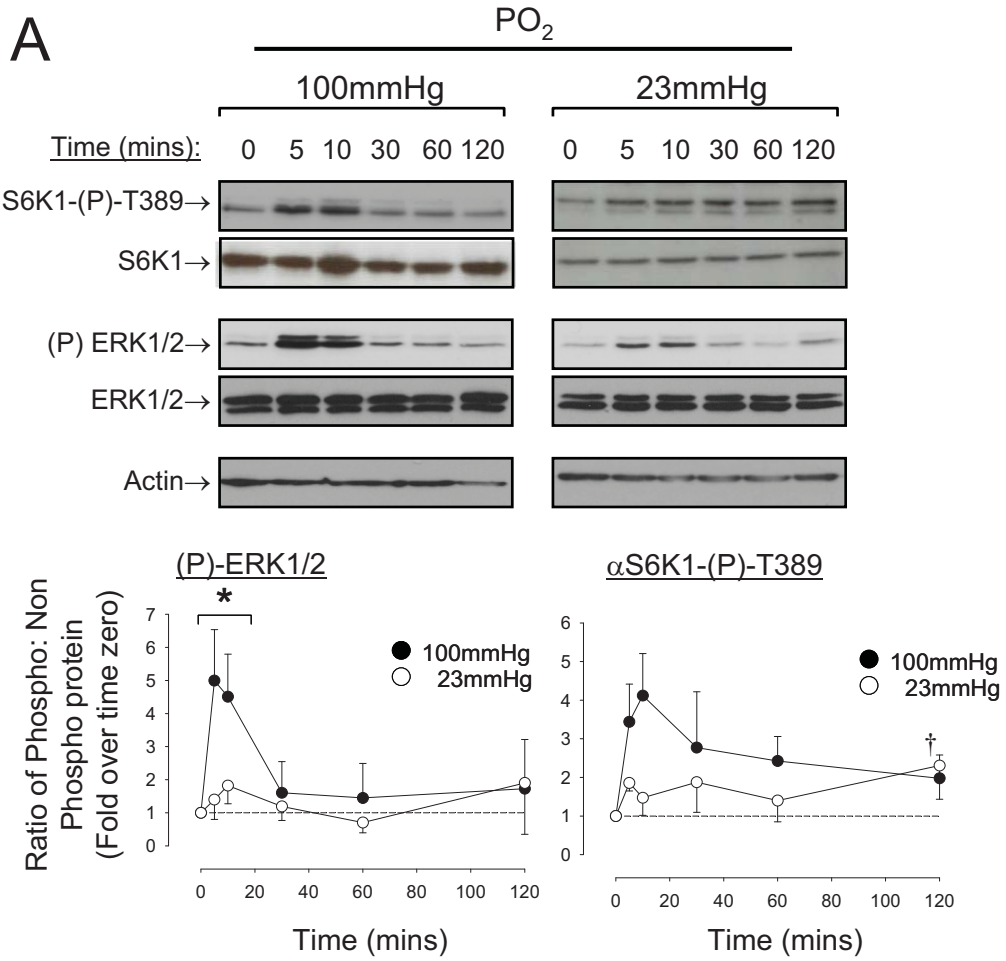 A
PO2
100mmHg 23mmHg
Time (mins): 0 5 10 30 60 120 0 5 10 30 60 120
S6K1-(P)-T389→
S6K1→
(P) ERK1/2→
ERK1/2→
Actin→
Ratio of Phospho: Non
Phospho protein
(Fold over time zero)
(P)-ERK1/2
*
7
6
5
4
3
2
1
0
100mmHg
23mmHg
0 20 40 60 80 100 120
Time (mins)
αS6K1-(P)-T389
6
5
4
3
2
1
0
100mmHg
23mmHg
†
0 20 40 60 80 100 120
Time (mins)